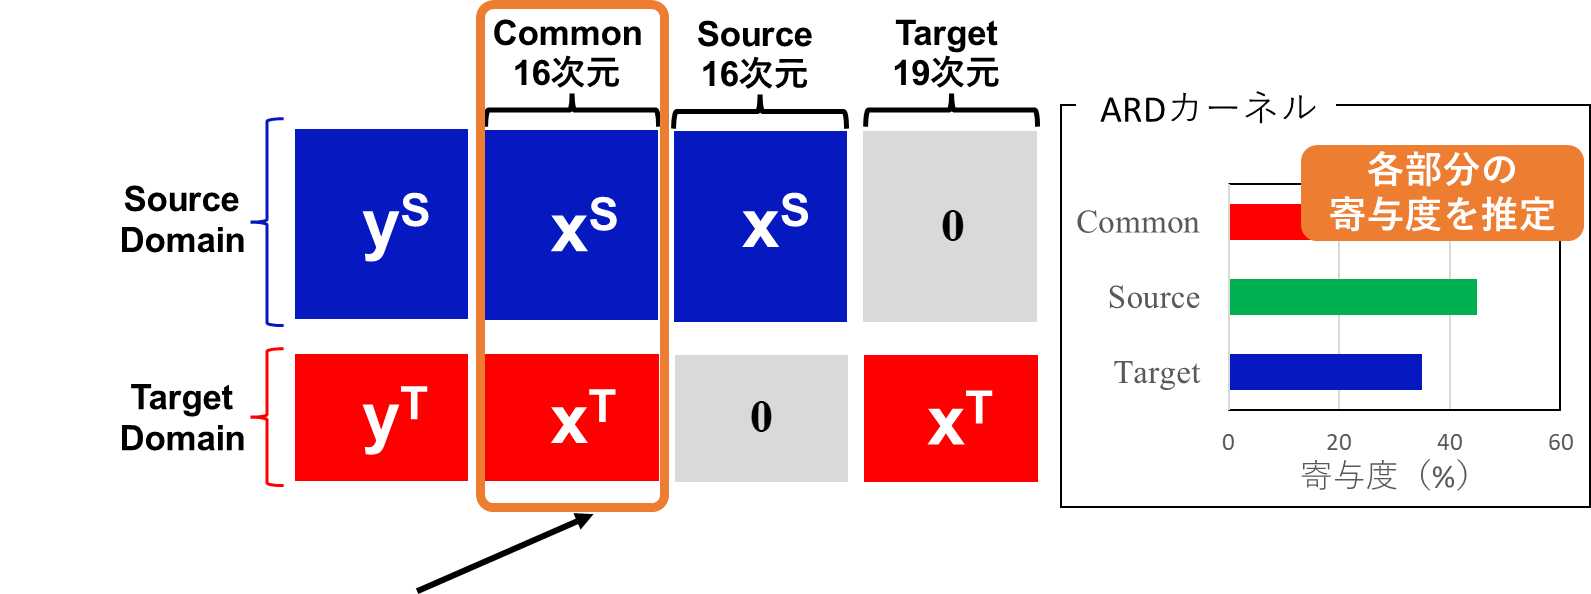 Common
16次元
Source
16次元
Target
19次元
Source
Domain
yS
xS
xS
0
Target
Domain
yT
xT
0
xT
ARDカーネル
各部分の
寄与度を推定
Common
Source
Target
0 20 40 60
寄与度（%）